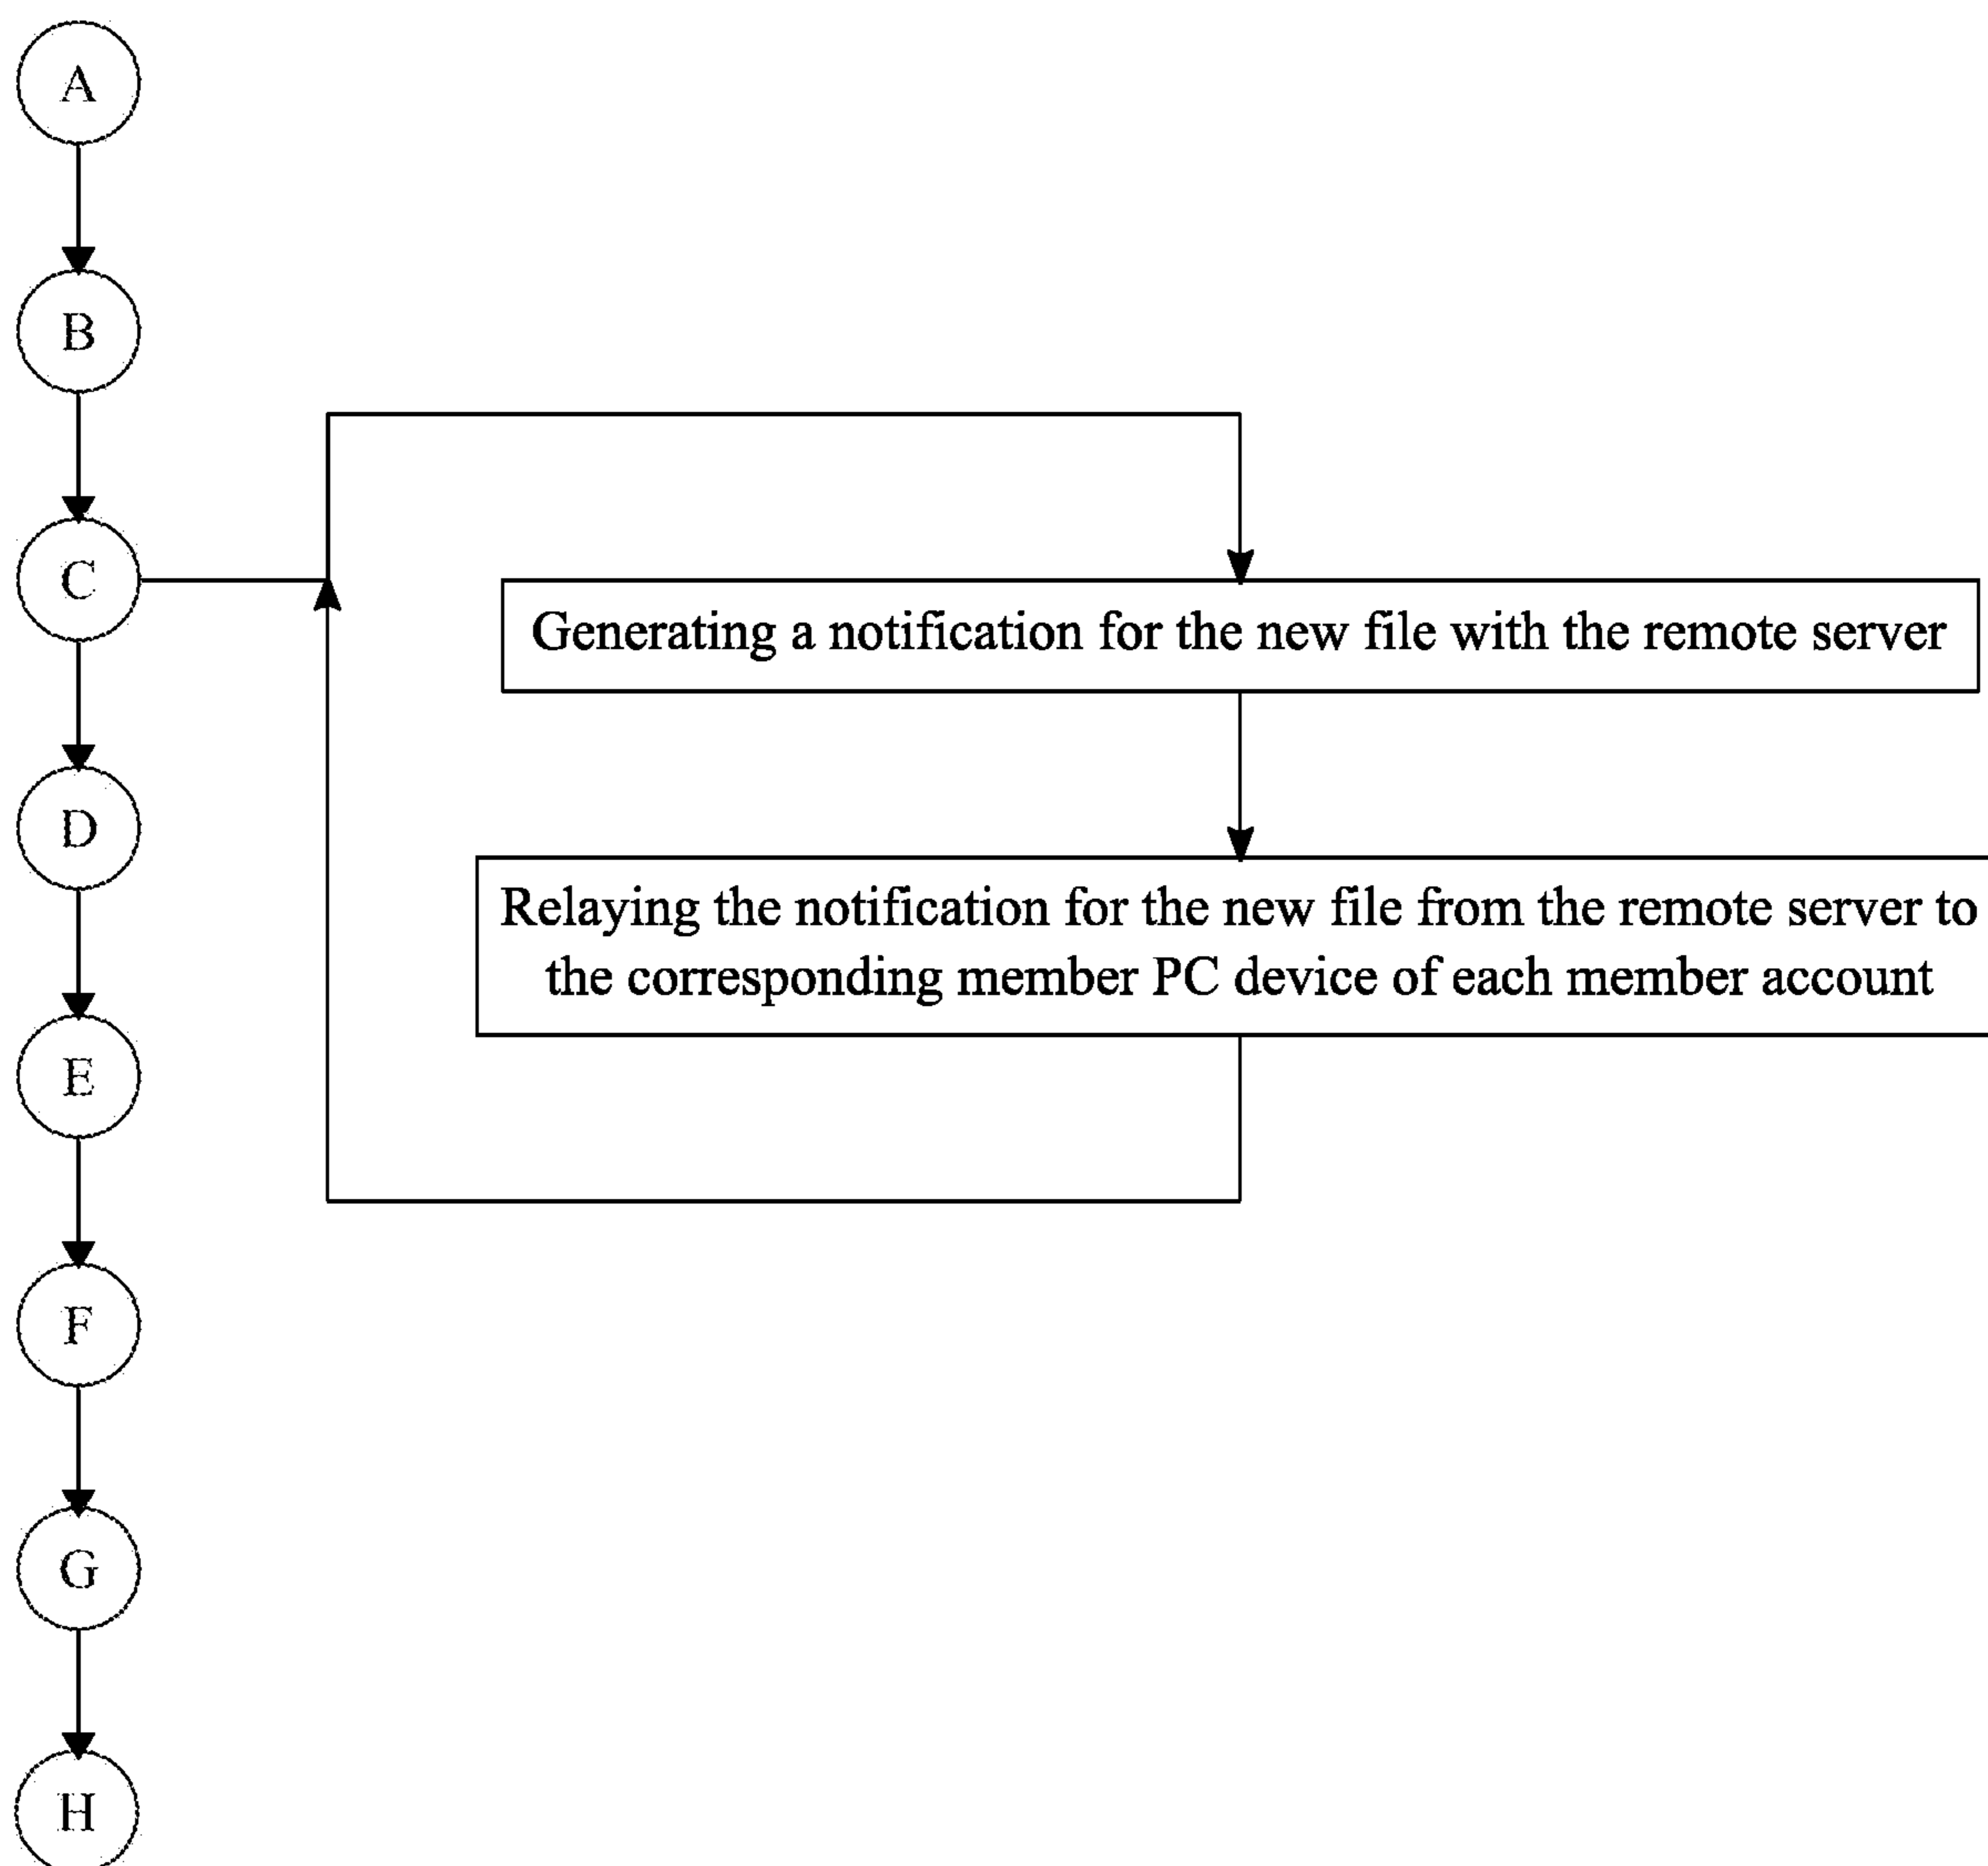 A
B
C
Generating a notification for the new file with the remote server
D
Relaying the notification for the new file from the remote server to
the corresponding member PC device of each member account
E
F
G
H